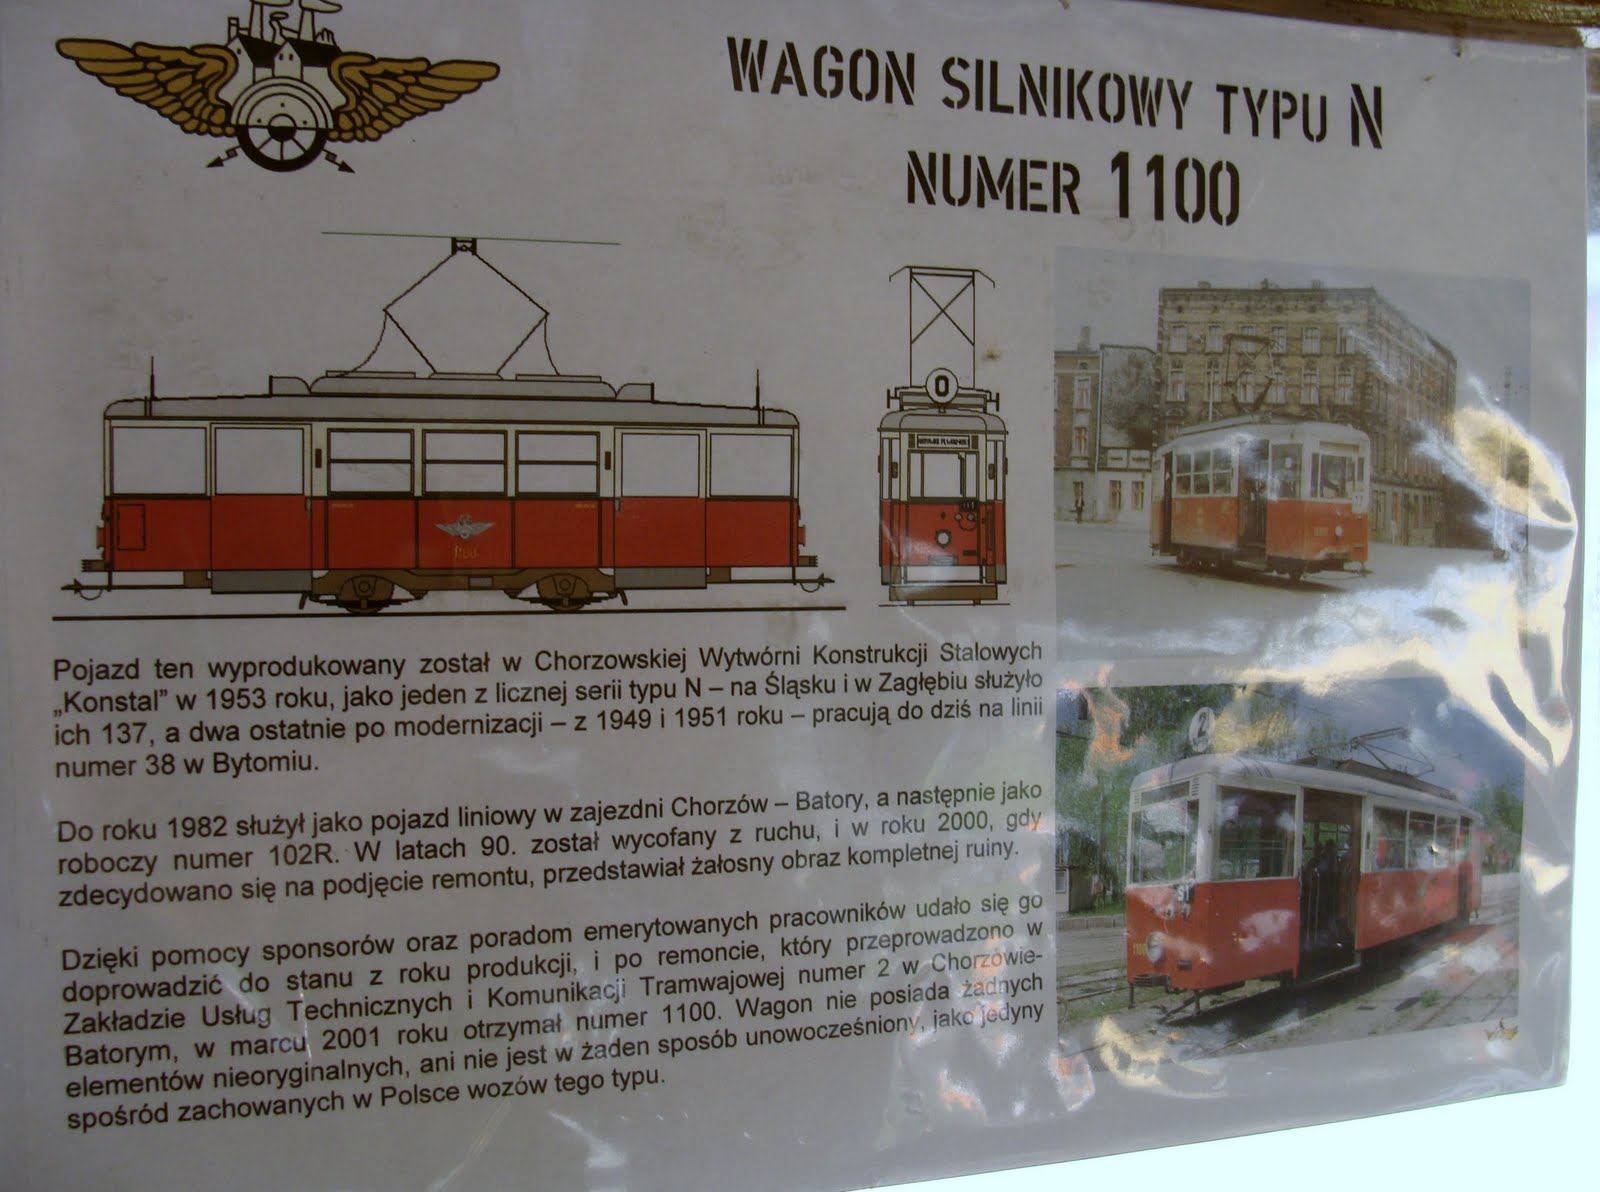 WAGON SILNIKOWY TYPU N
NUMER 1100
0
1100
Pojazd ten wyprodukowany został w Chorzowskiej Wytwórni Konstrukcji Stalowych
„Konstal” w 1953 roku, jako jeden z licznej serii typu N – na Śląsku i w Zagłębiu służyło
ich 137, a dwa ostatnie po modernizacji – z 1949 i 1951 roku – pracują do dziś na linii
numer 38 w Bytomiu.
Do roku 1982 służył jako pojazd liniowy w zajezdni Chorzów – Batory, a następnie jako
roboczy numer 102R. W latach 90. został wycofany z ruchu, i w roku 2000, gdy
zdecydowano się na podjęcie remontu, przedstawiał żałosny obraz kompletnej ruiny.
Dzięki pomocy sponsorów oraz poradom emerytowanych pracowników udało się go
doprowadzić do stanu z roku produkcji, i po remoncie, który przeprowadzono w
Zakładzie Usług Technicznych i Komunikacji Tramwajowej numer 2 w Chorzowie-
Batorym, w marcu 2001 roku otrzymał numer 1100. Wagon nie posiada żadnych
elementów nieoryginalnych, ani nie jest w żaden sposób unowocześniony, jako jedyny
spośród zachowanych w Polsce wozów tego typu.
2
1100